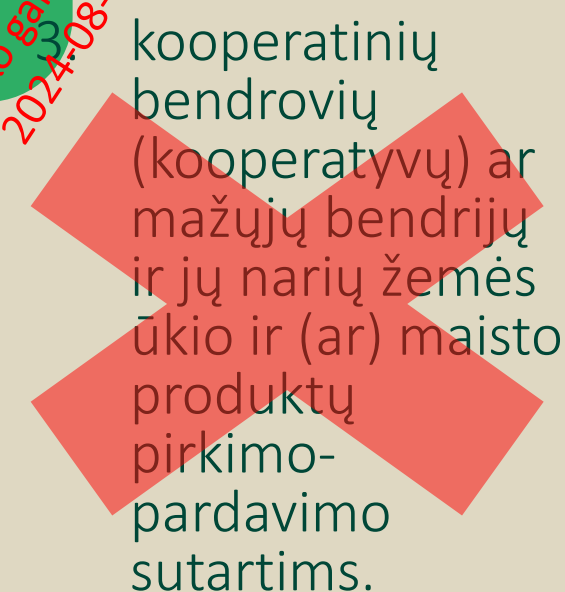 3. kooperatinių
bendrovių
(kooperatyvų) ar
mažųjų bendrijų
ir jų narių žemės
ūkio ir (ar) maisto
produktų
pirkimo-
pardavimo
sutartims.
2024-08-